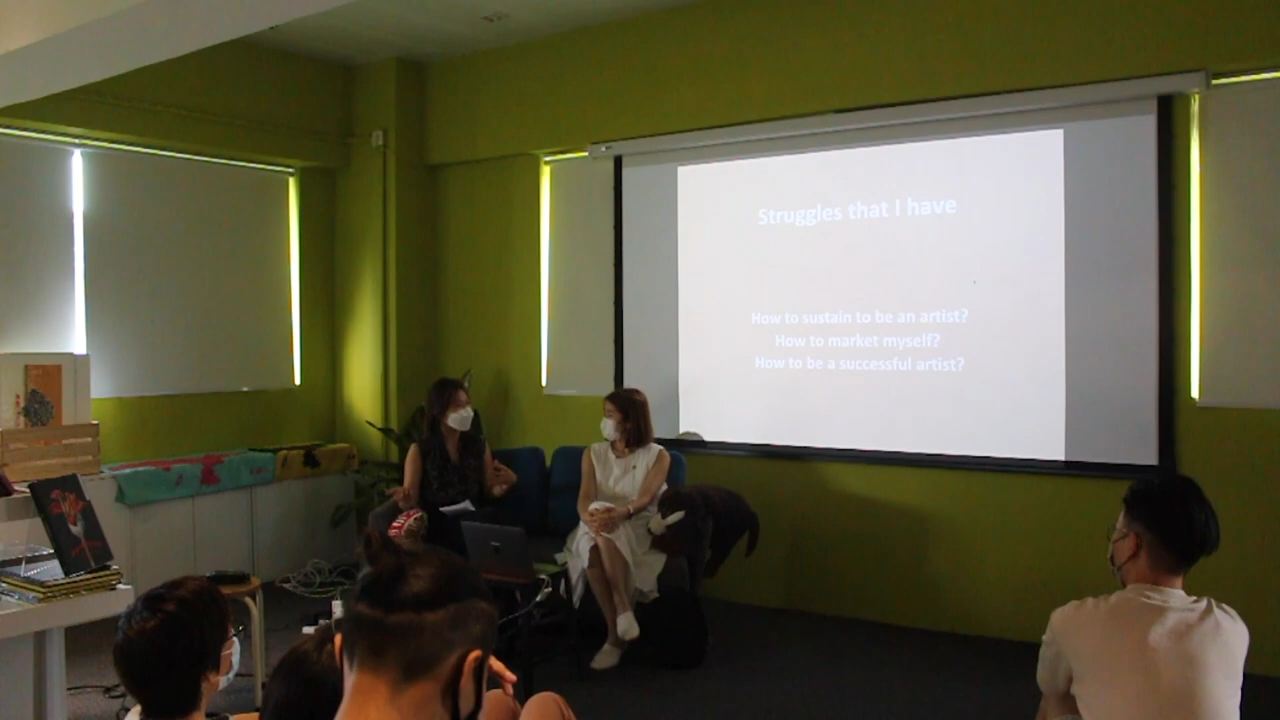 Struggles that I have
How to sustain to be an artist?
How to market myself?
How to be a successful artist?